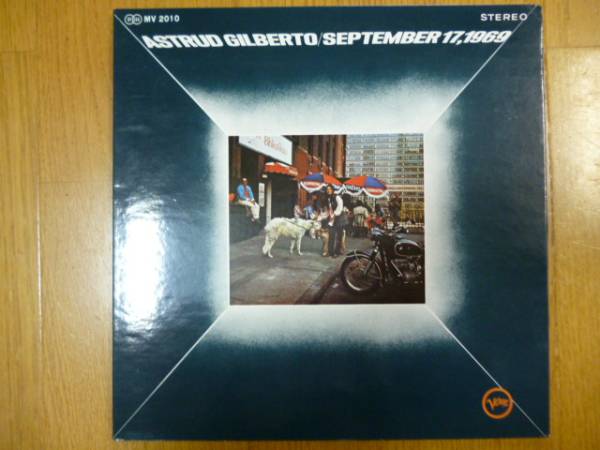 MV 2010
STEREO
ASTRUD GILBERTO/SEPTEMBER 17, 1969
Verve